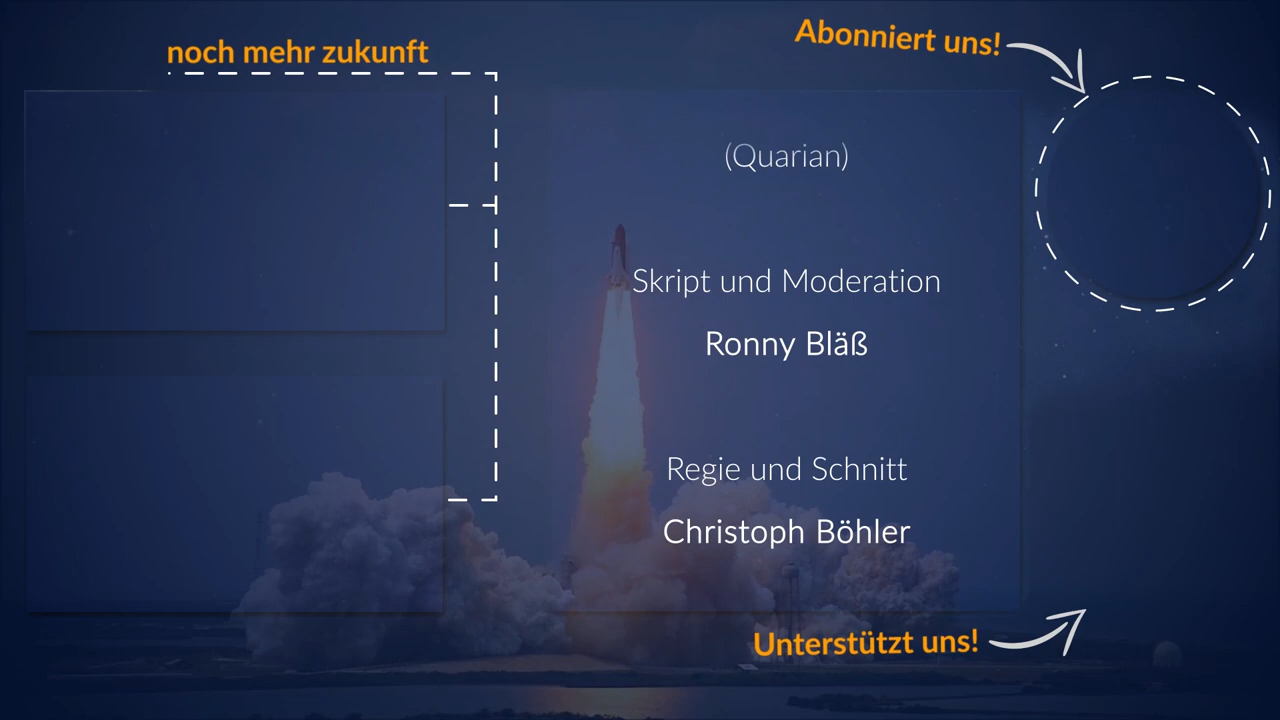 noch mehr zukunft
Abonniert uns!
(Quarian)
Skript und Moderation
Ronny Bläß
Regie und Schnitt
Christoph Böhler
Unterstützt uns!